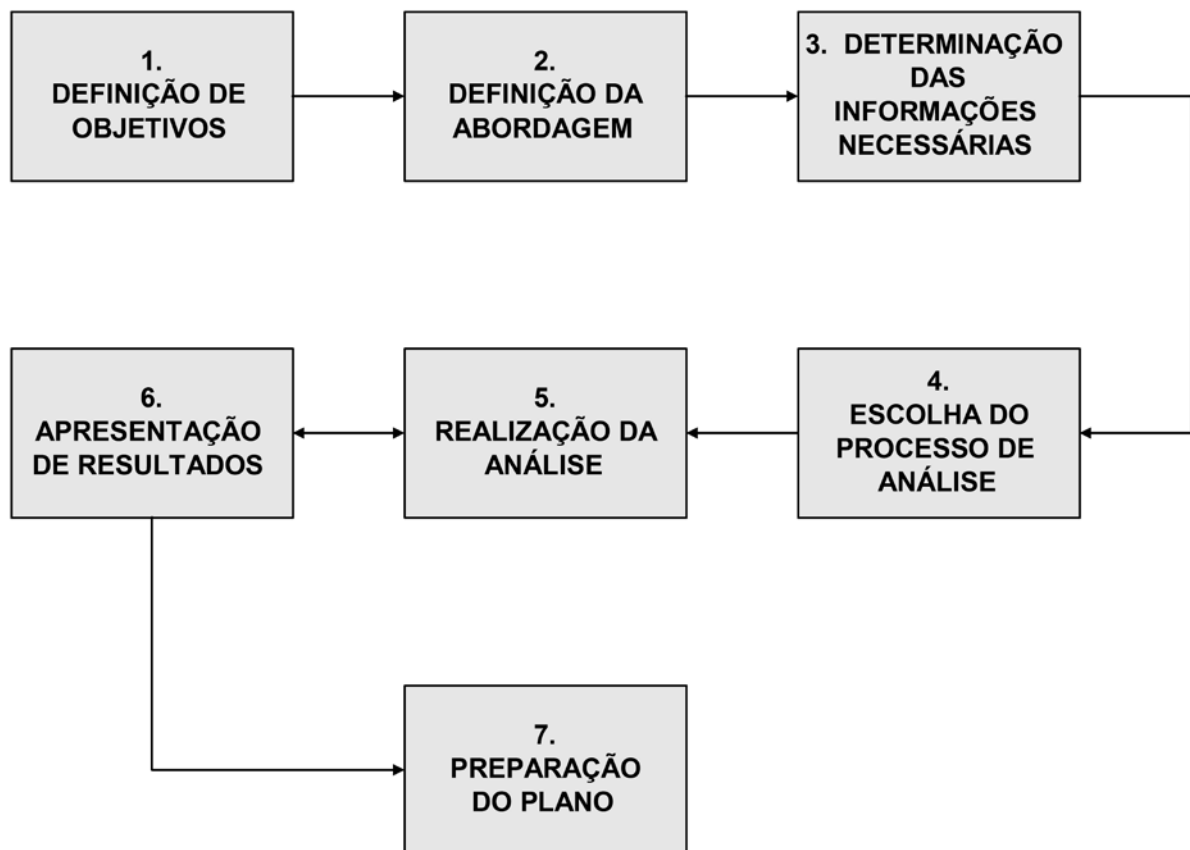 1.
DEFINIÇÃO DE
OBJETIVOS
2.
DEFINIÇÃO DA
ABORDAGEM
3. DETERMINAÇÃO
DAS
INFORMAÇÕES
NECESSÁRIAS
4.
ESCOLHA DO
PROCESSO DE
ANÁLISE
5.
REALIZAÇÃO DA
ANÁLISE
6.
APRESENTAÇÃO
DE RESULTADOS
7.
PREPARAÇÃO
DO PLANO